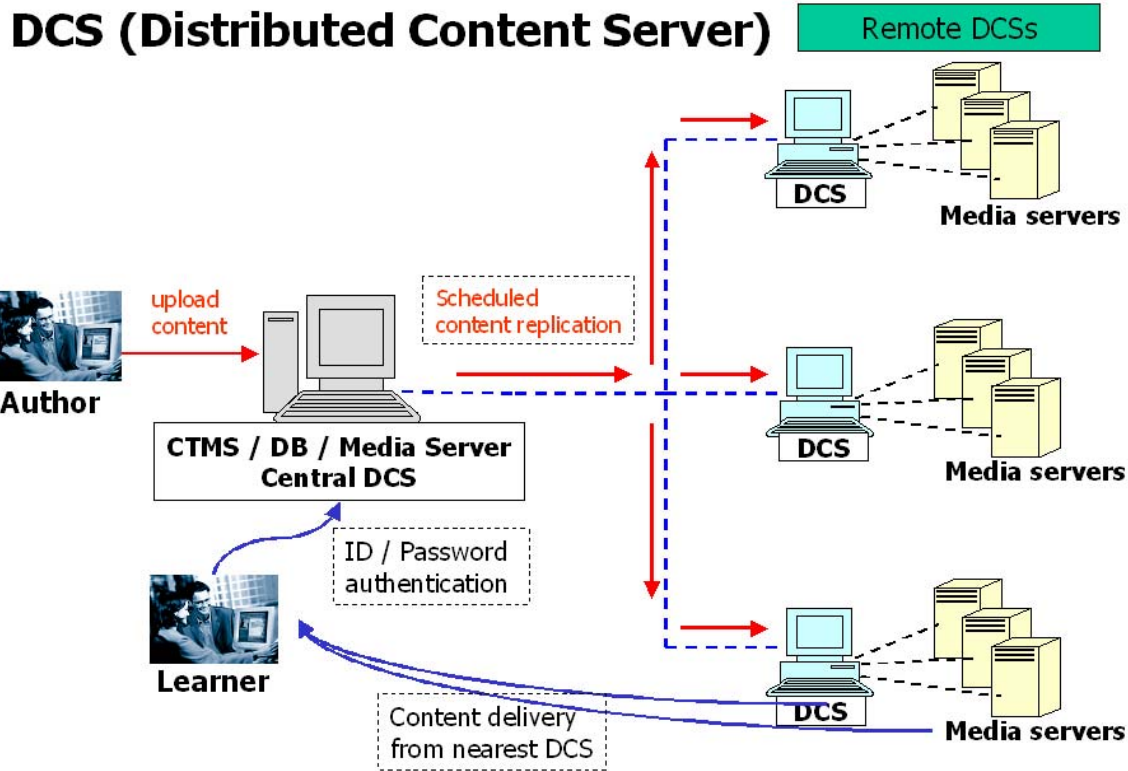 DCS (Distributed Content Server)
Remote DCSs
DCS
Media servers
upload
content
Scheduled
content replication
Author
CTMS / DB / Media Server
Central DCS
DCS
Media servers
ID / Password
authentication
Learner
Content delivery
from nearest DCS
DCS
Media servers